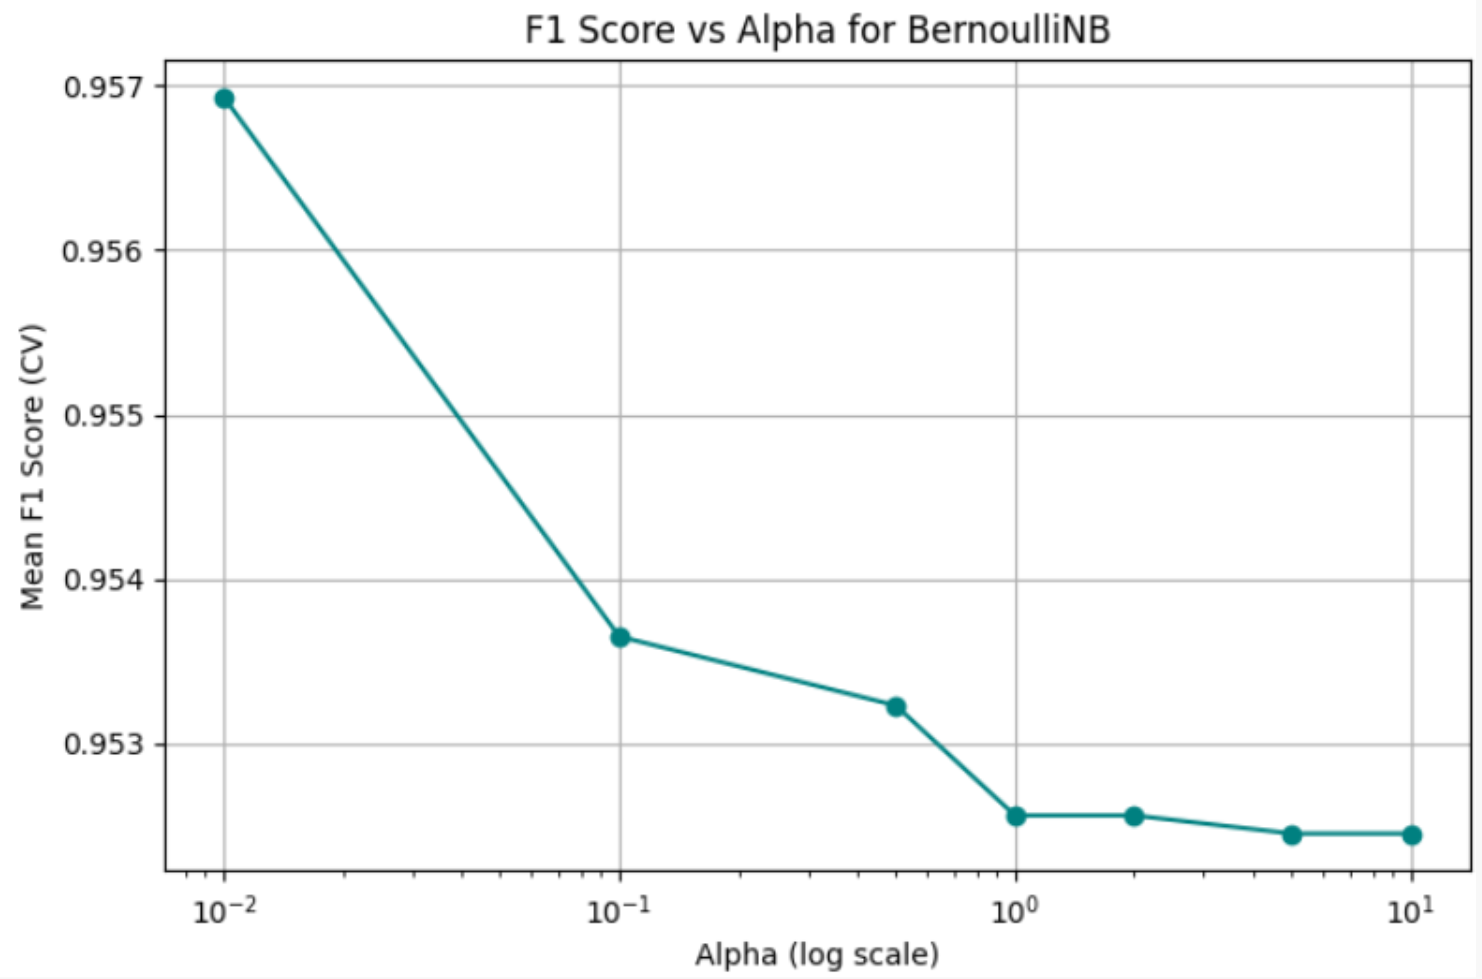 F1 Score vs Alpha for BernoulliNB
0.957
0.956
0.955
0.954
0.953
Mean F1 Score (CV)
10⁻² 10⁻¹ 10⁰ 10¹
Alpha (log scale)